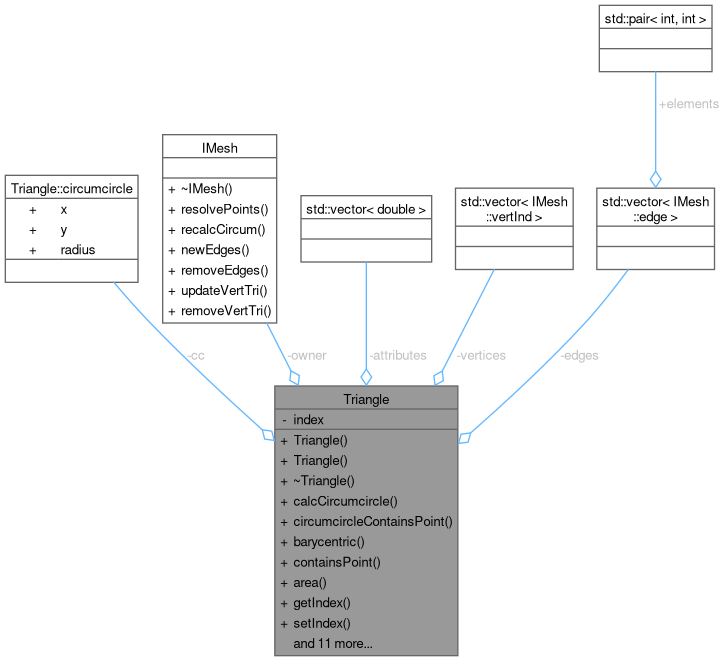 std::pair< int, int >
+elements
IMesh
+ ~IMesh()
+ resolvePoints()
+ recalcCircum()
+ newEdges()
+ removeEdges()
+ updateVertTri()
+ removeVertTri()
Triangle::circumcircle
+ x
+ y
+ radius
std::vector< double >
std::vector< IMesh
::vertInd >
std::vector< IMesh
::edge >
-cc
-owner
-attributes
-vertices
-edges
Triangle
- index
+ Triangle()
+ Triangle()
+ ~Triangle()
+ calcCircumcircle()
+ circumcircleContainsPoint()
+ barycentric()
+ containsPoint()
+ area()
+ getIndex()
+ setIndex()
and 11 more...